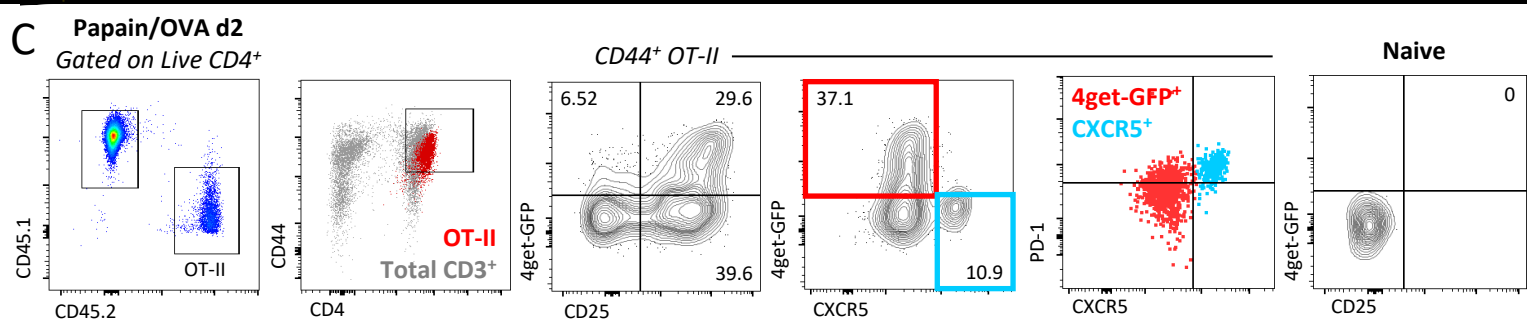 C
Papain/OVA d2
Gated on Live CD4+
CD44+ OT-II
Naive
CD45.1
OT-II
CD45.2
CD44
OT-II
Total CD3+
CD4
4get-GFP
6.52
29.6
39.6
CD25
4get-GFP
37.1
10.9
CXCR5
PD-1
4get-GFP+
CXCR5+
CXCR5
4get-GFP
0
CD25